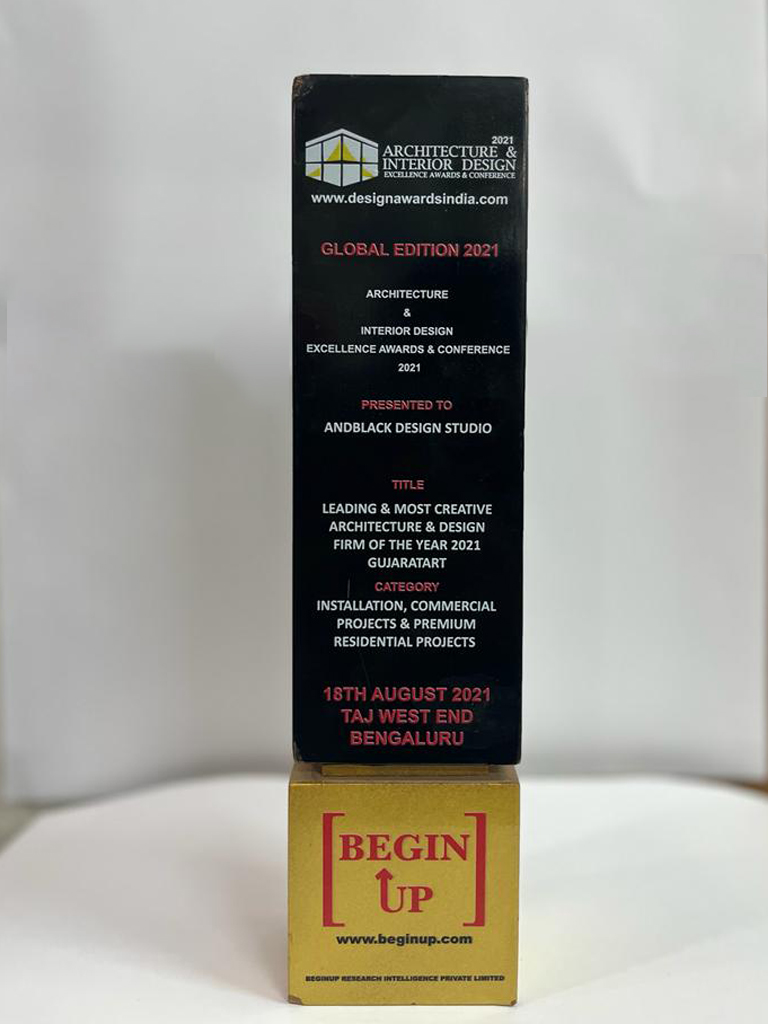 2021
ARCHITECTURE &
INTERIOR DESIGN
EXCELLENCE AWARDS & CONFERENCE
www.designawardsindia.com
GLOBAL EDITION 2021
ARCHITECTURE
&
INTERIOR DESIGN
EXCELLENCE AWARDS & CONFERENCE
2021
PRESENTED TO
ANDBLACK DESIGN STUDIO
TITLE
LEADING & MOST CREATIVE
ARCHITECTURE & DESIGN
FIRM OF THE YEAR 2021
GUJARATART
CATEGORY
INSTALLATION, COMMERCIAL
PROJECTS & PREMIUM
RESIDENTIAL PROJECTS
18TH AUGUST 2021
TAJ WEST END
BENGALURU
[BEGIN
UP]
www.beginup.com
BEGINUP RESEARCH INTELLIGENCE PRIVATE LIMITED